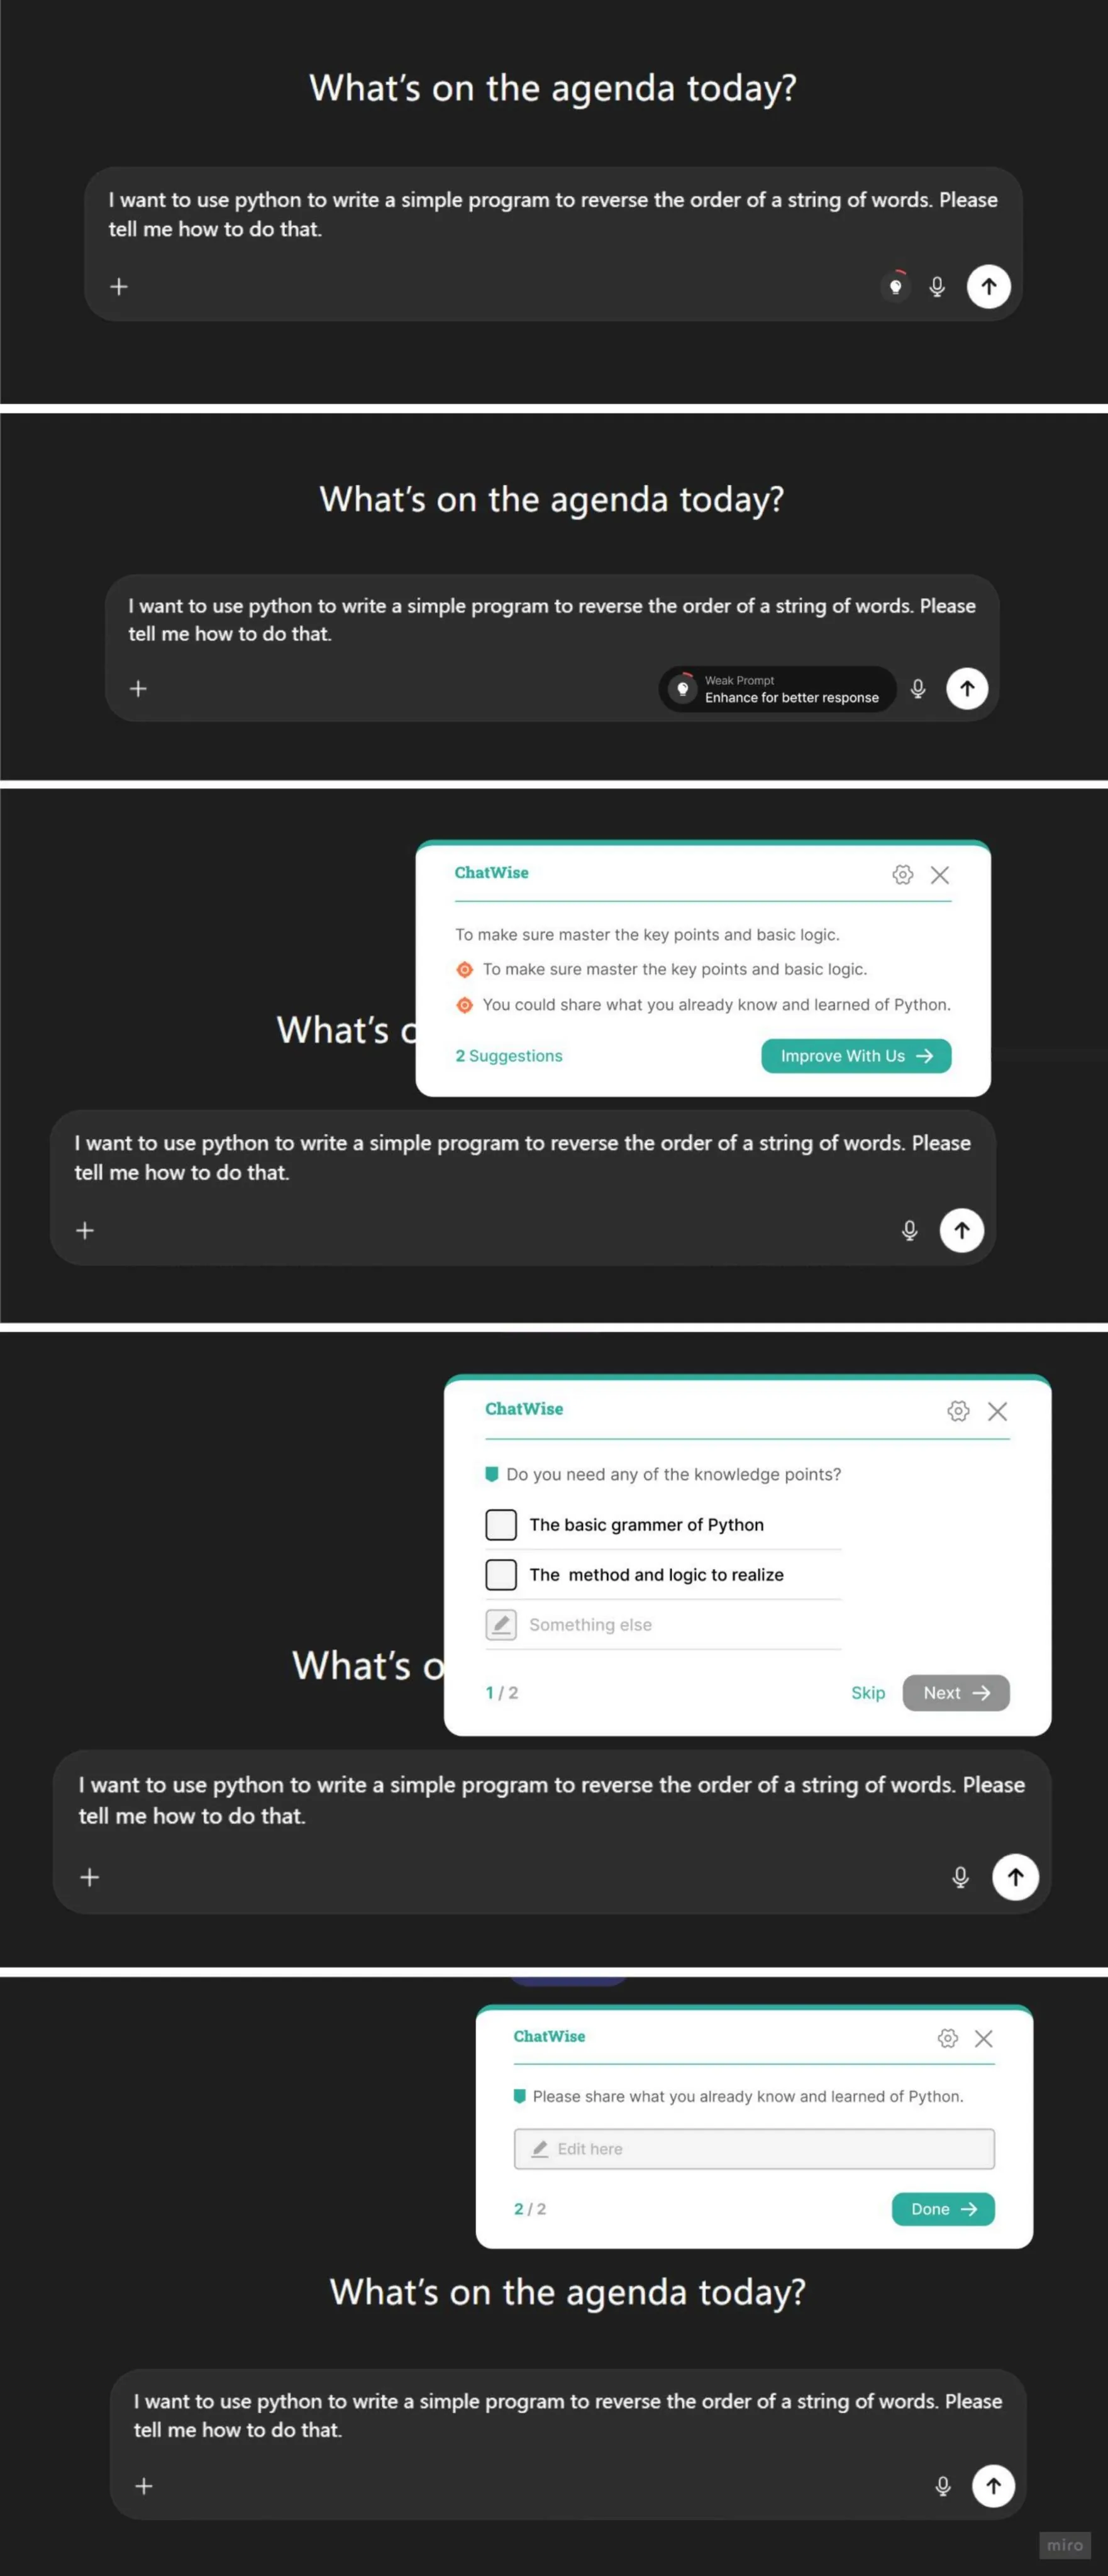 What's on the agenda today?
I want to use python to write a simple program to reverse the order of a string of words. Please
tell me how to do that.
What's on the agenda today?
I want to use python to write a simple program to reverse the order of a string of words. Please
tell me how to do that.
Weak Prompt
Enhance for better response
ChatWise
To make sure master the key points and basic logic.
To make sure master the key points and basic logic.
You could share what you already know and learned of Python.
What's o
2 Suggestions
Improve With Us
I want to use python to write a simple program to reverse the order of a string of words. Please
tell me how to do that.
ChatWise
Do you need any of the knowledge points?
The basic grammer of Python
The method and logic to realize
Something else
What's o
1 / 2
Skip
Next
I want to use python to write a simple program to reverse the order of a string of words. Please
tell me how to do that.
ChatWise
Please share what you already know and learned of Python.
Edit here
2 / 2
Done
What's on the agenda today?
I want to use python to write a simple program to reverse the order of a string of words. Please
tell me how to do that.
miro